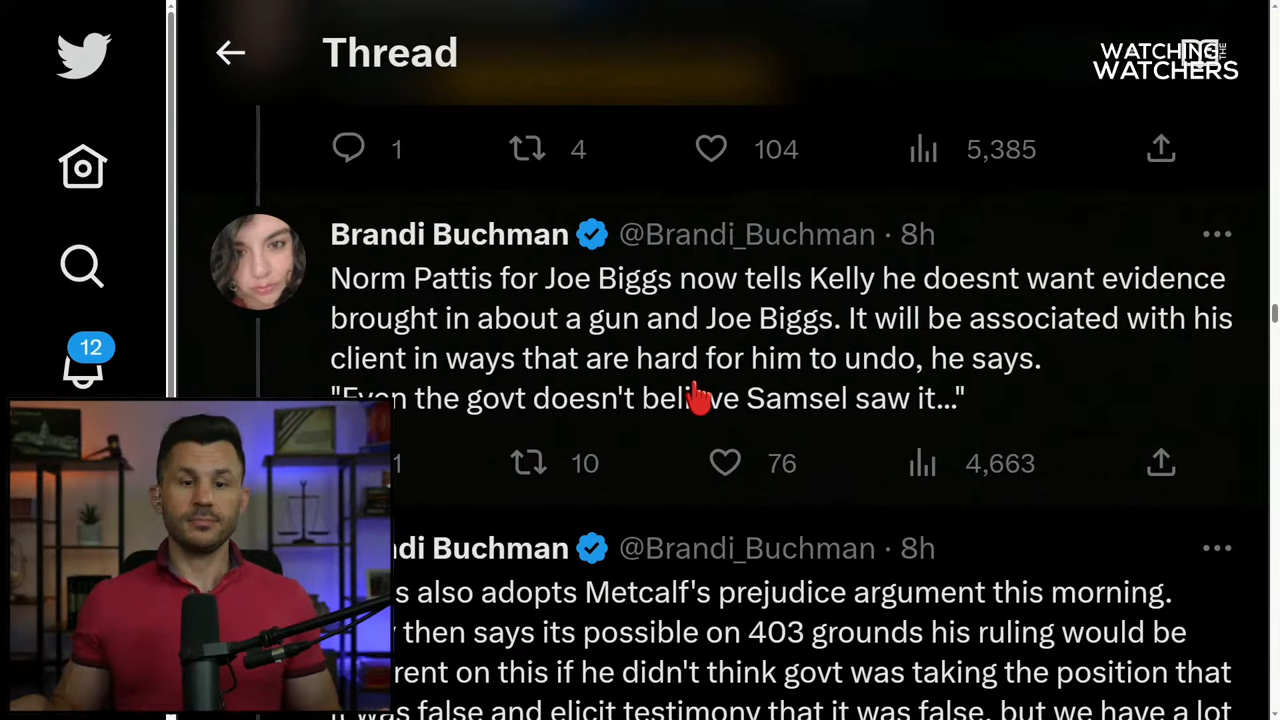 Thread
WATCHING THE
WATCHERS
1 4 104 5,385
Brandi Buchman @Brandi_Buchman · 8h
Norm Pattis for Joe Biggs now tells Kelly he doesnt want evidence
brought in about a gun and Joe Biggs. It will be associated with his
client in ways that are hard for him to undo, he says.
the govt doesn't Samsel saw it..."
12
1 10 76 4,663
Buchman @Brandi_Buchman · 8h
also adopts Metcalf's prejudice argument this morning.
then says its possible on 403 grounds his ruling would be
on this if he didn't think govt was taking the position that
it was false and elicit testimony that it was false, but we have a lot